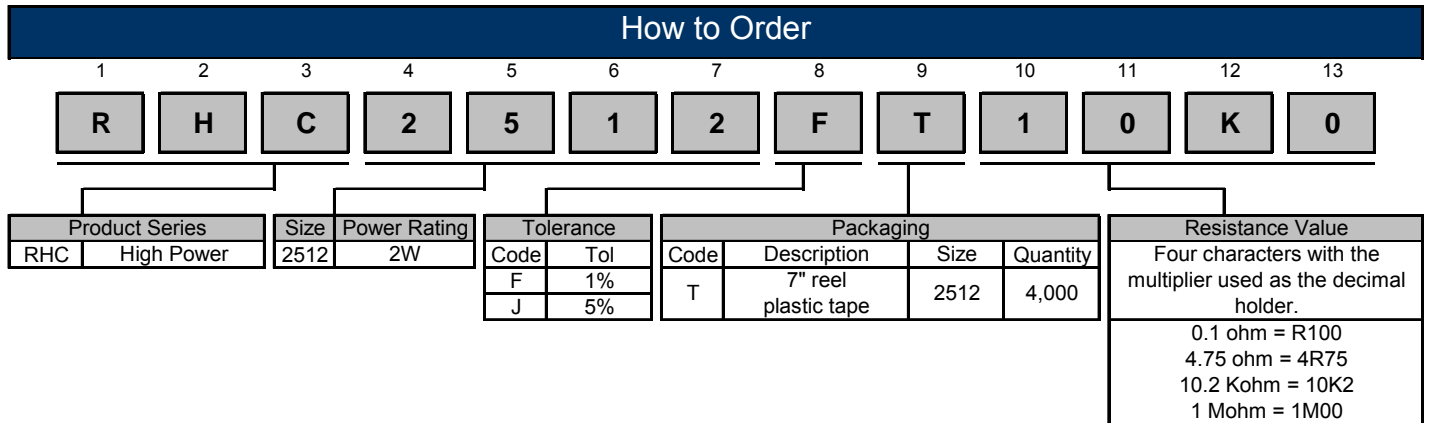 How to Order
1 2 3 4 5 6 7 8 9 10 11 12 13
R H C 2 5 1 2 F T 1 0 K 0
Product Series
RHC High Power
Size Power Rating
2512 2W
Tolerance
Code Tol
F 1%
J 5%
Packaging
Code Description Size Quantity
T 7" reel plastic tape 2512 4,000
Resistance Value
Four characters with the
multiplier used as the decimal
holder.
0.1 ohm = R100
4.75 ohm = 4R75
10.2 Kohm = 10K2
1 Mohm = 1M00